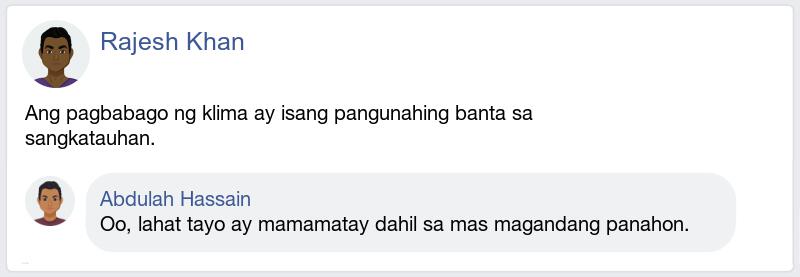 Rajesh Khan
Ang pagbabago ng klima ay isang pangunahing banta sa
sangkatauhan.
Abdulah Hassain
Oo, lahat tayo ay mamamatay dahil sa mas magandang panahon.